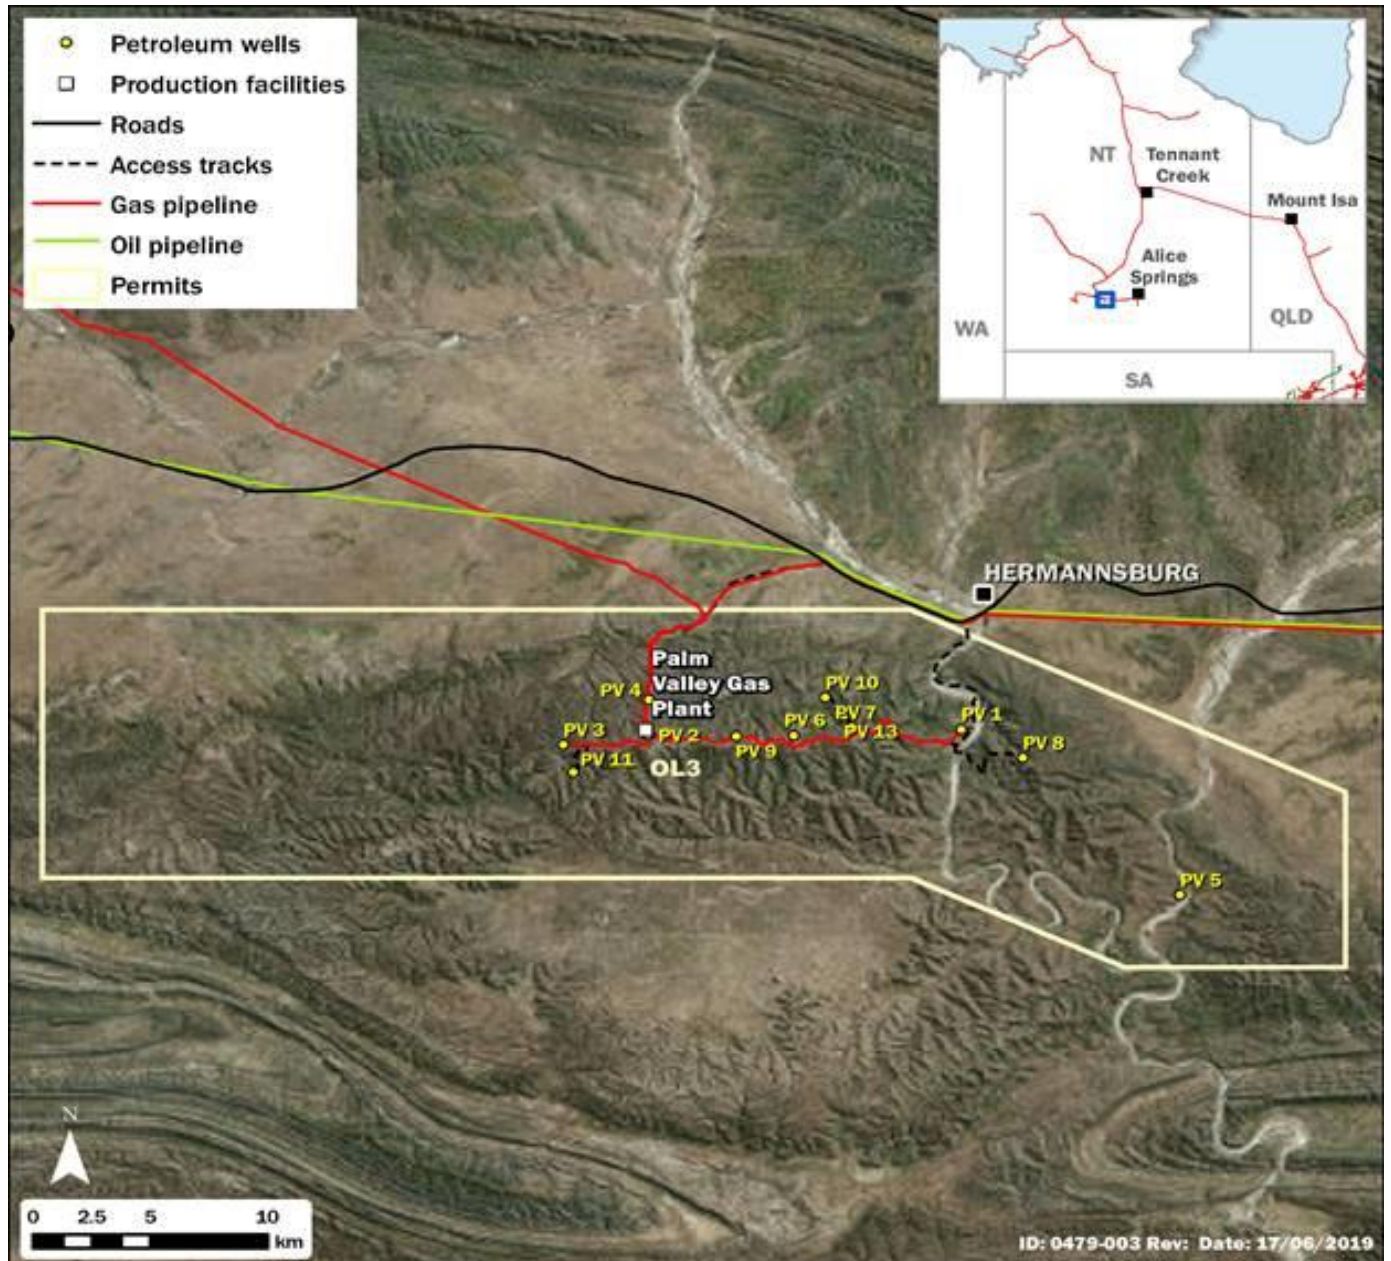 Petroleum wells
Production facilities
Roads
Access tracks
Gas pipeline
Oil pipeline
Permits
NT
Tennant
Creek
Mount Isa
Alice
Springs
WA
QLD
SA
HERMANNSBURG
Palm
Valley Gas
Plant
PV 4
PV 10
PV 7
PV 3
PV 2
PV 6
PV 13
PV 1
PV 9
PV 8
PV 11
OL3
PV 5
N
0 2.5 5 10
km
ID: 0479-003 Rev: Date: 17/06/2019